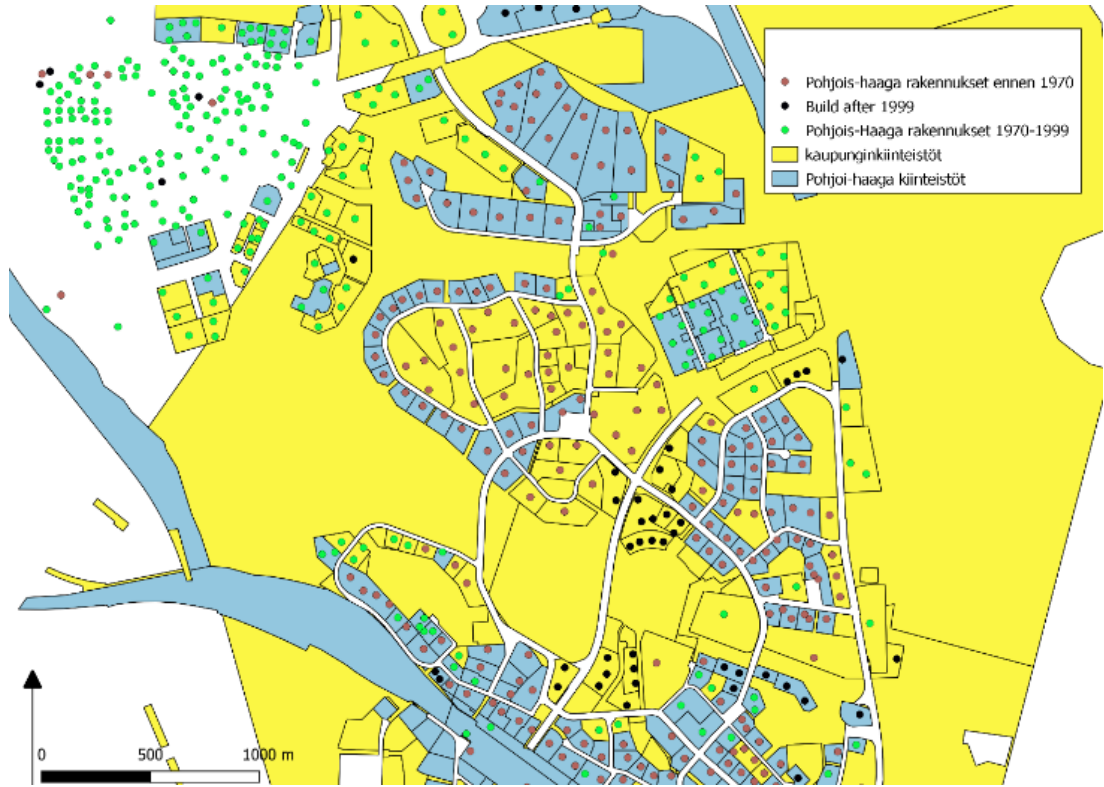 Pohjois-haaga rakennukset ennen 1970
Build after 1999
Pohjois-Haaga rakennukset 1970-1999
kaupunginkiinteistöt
Pohjoi-haaga kiinteistöt
0 500 1000 m